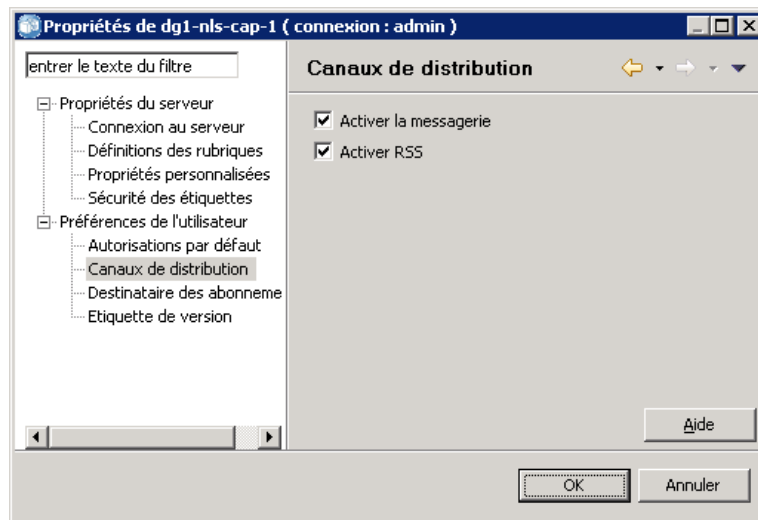 Propriétés de dg1-nls-cap-1 ( connexion : admin )
entrer le texte du filtre
Propriétés du serveur
Connexion au serveur
Définitions des rubriques
Propriétés personnalisées
Sécurité des étiquettes
Préférences de l'utilisateur
Autorisations par défaut
Canaux de distribution
Destinataire des abonneme
Etiquette de version
Canaux de distribution
Activer la messagerie
Activer RSS
Aide
OK
Annuler